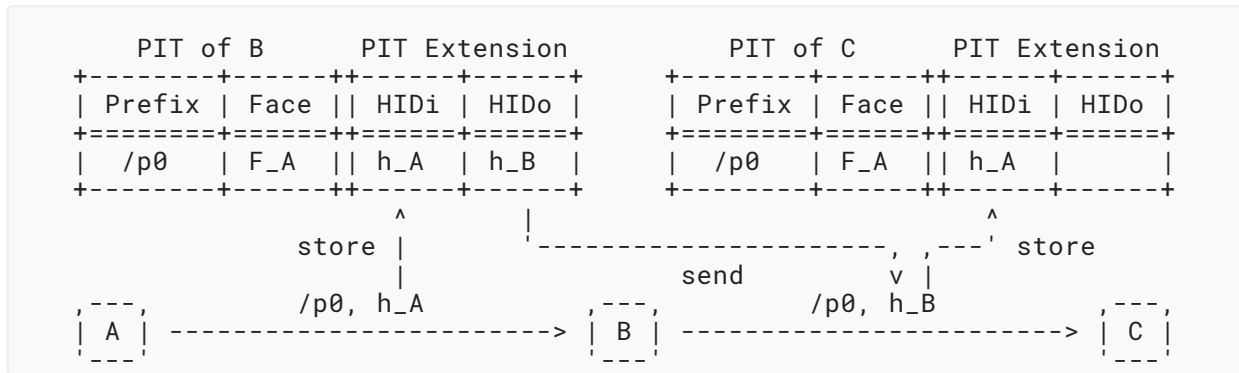 PIT of B      PIT Extension          PIT of C      PIT Extension
 +--------+------++------+------+     +--------+------++------+------+
 | Prefix | Face || HIDi | HIDo |     | Prefix | Face || HIDi | HIDo |
 +========+======++======+======+     +========+======++======+======+
 |  /p0   | F_A  || h_A  | h_B  |     |  /p0   | F_A  || h_A  |      |
 +--------+------++------+------+     +--------+------++------+------+
                     ^       |                            ^
               store |       '----------------------, ,---' store
                     |                 send         v |
 ,---,         /p0, h_A          ,---,         /p0, h_B          ,---,
 | A | ------------------------> | B | ------------------------> | C |
 '---'                           '---'                           '---'